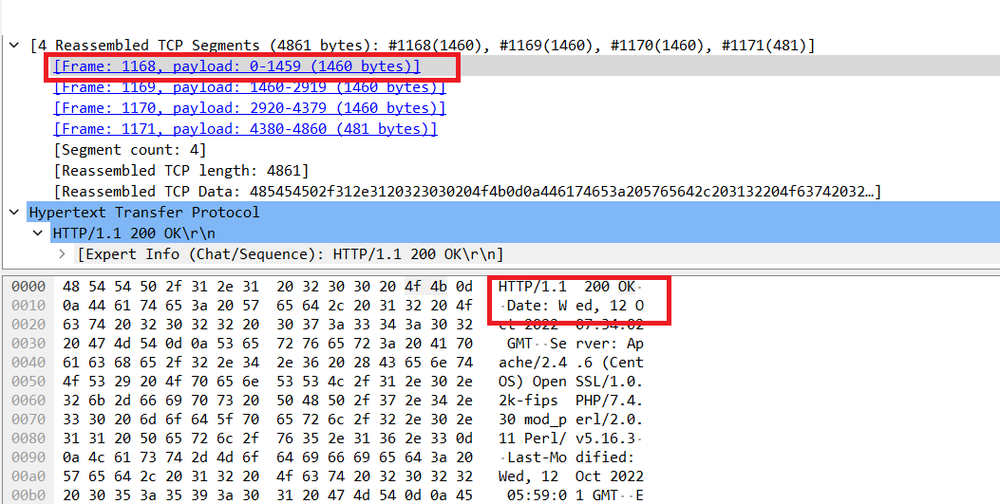 [4 Reassembled TCP Segments (4861 bytes): #1168(1460), #1169(1460), #1170(1460), #1171(481)]
[Frame: 1168, payload: 0-1459 (1460 bytes)]
[Frame: 1169, payload: 1460-2919 (1460 bytes)]
[Frame: 1170, payload: 2920-4379 (1460 bytes)]
[Frame: 1171, payload: 4380-4860 (481 bytes)]
[Segment count: 4]
[Reassembled TCP length: 4861]
[Reassembled TCP Data: 485454502f312e3120323030204f4b0d0a446174653a205765642c203132204f63742032…]
Hypertext Transfer Protocol
HTTP/1.1 200 OK\r\n
[Expert Info (Chat/Sequence): HTTP/1.1 200 OK\r\n]
0000 48 54 54 50 2f 31 2e 31 20 32 30 30 20 4f 4b 0d HTTP/1.1 200 OK·
0010 0a 44 61 74 65 3a 20 57 65 64 2c 20 31 32 20 4f ·Date: W ed, 12 O
0020 63 74 20 32 30 32 32 20 30 37 3a 33 34 3a 30 32 ct 2022 07:34:02
0030 20 47 4d 54 0d 0a 53 65 72 76 65 72 3a 20 41 70 GMT··Se rver: Ap
0040 61 63 68 65 2f 32 2e 34 2e 36 20 28 43 65 6e 74 ache/2.4 .6 (Cent
0050 4f 53 29 20 4f 70 65 6e 53 53 4c 2f 31 2e 30 2e OS) Open SSL/1.0.
0060 32 6b 2d 66 69 70 73 20 50 48 50 2f 37 2e 34 2e 2k-fips PHP/7.4.
0070 33 30 20 6d 6f 64 5f 70 65 72 6c 2f 32 2e 30 2e 30 mod_p erl/2.0.
0080 31 31 20 50 65 72 6c 2f 76 35 2e 31 36 2e 33 0d 11 Perl/ v5.16.3·
0090 0a 4c 61 73 74 2d 4d 6f 64 69 66 69 65 64 3a 20 ·Last-Mo dified:
00a0 57 65 64 2c 20 31 32 20 4f 63 74 20 32 30 32 32 Wed, 12 Oct 2022
00b0 20 30 35 3a 35 39 3a 30 31 20 47 4d 54 0d 0a 45 05:59:0 1 GMT··E